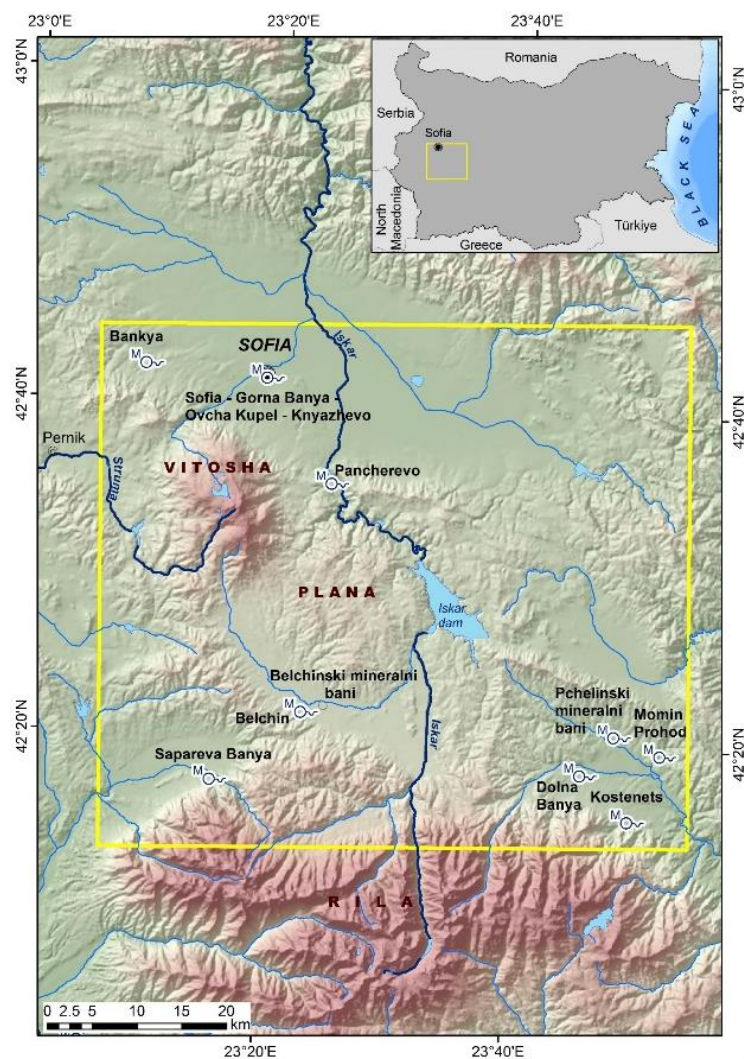 23°0'E
23°20'E
23°40'E
43°0'N
43°0'N
Romania
Serbia
Sofia
BLACK SEA
North
Macedonia
Türkiye
Greece
Bankya
M
SOFIA
M
Iskar
Sofia - Gorna Banya -
Ovcha Kupel - Knyazhevo
42°40'N
42°40'N
Pernik
Struma
VITOSHA
Pancherevo
M
PLANA
Iskar
dam
Belchinski mineralni
bani
M
Belchin
Iskar
Pchelinski
mineralni
bani
M
Momin
Prohod
M
42°20'N
42°20'N
Sapareva Banya
M
M
Dolna
Banya
Kostenets
M
RILA
0 2.5 5 10 15 20
km
23°20'E
23°40'E